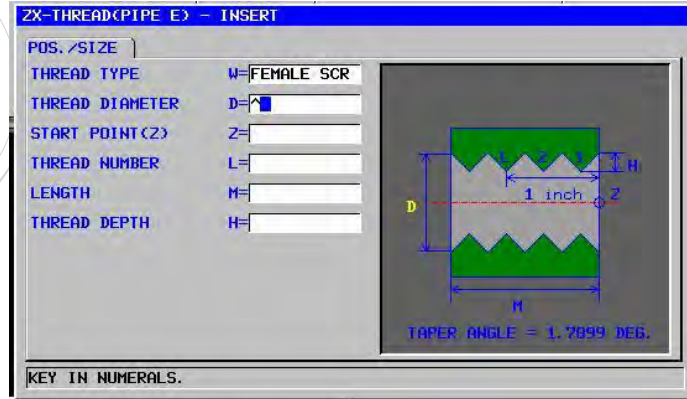 ZX-THREAD(PIPE E) - INSERT
POS./SIZE
THREAD TYPE W=FEMALE SCR
THREAD DIAMETER D=^
START POINT(Z) Z=
THREAD NUMBER L=
LENGTH M=
THREAD DEPTH H=
L 2 1 H
1 inch Z
D
M
TAPER ANGLE = 1.7899 DEG.
KEY IN NUMERALS.